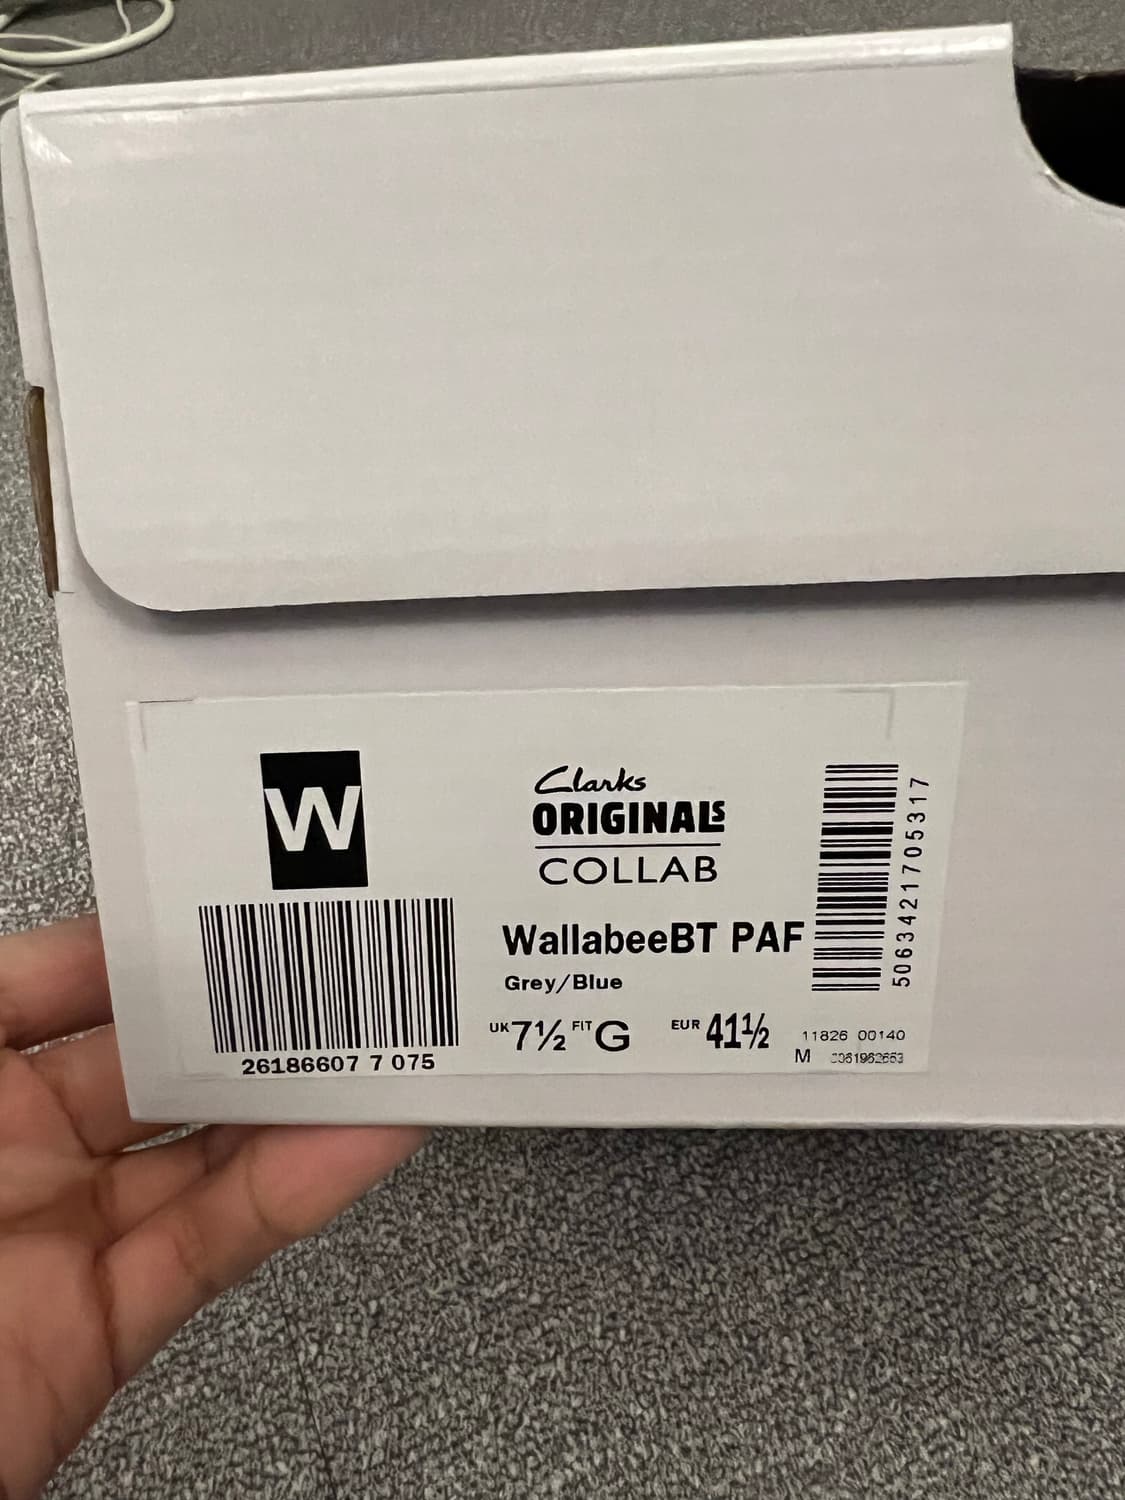 W
Clarks
ORIGINALS
COLLAB
WallabeeBT PAF
Grey/Blue
UK 7½ FIT G EUR 41½
26186607 7 075
11826 00140
M
5063421705317